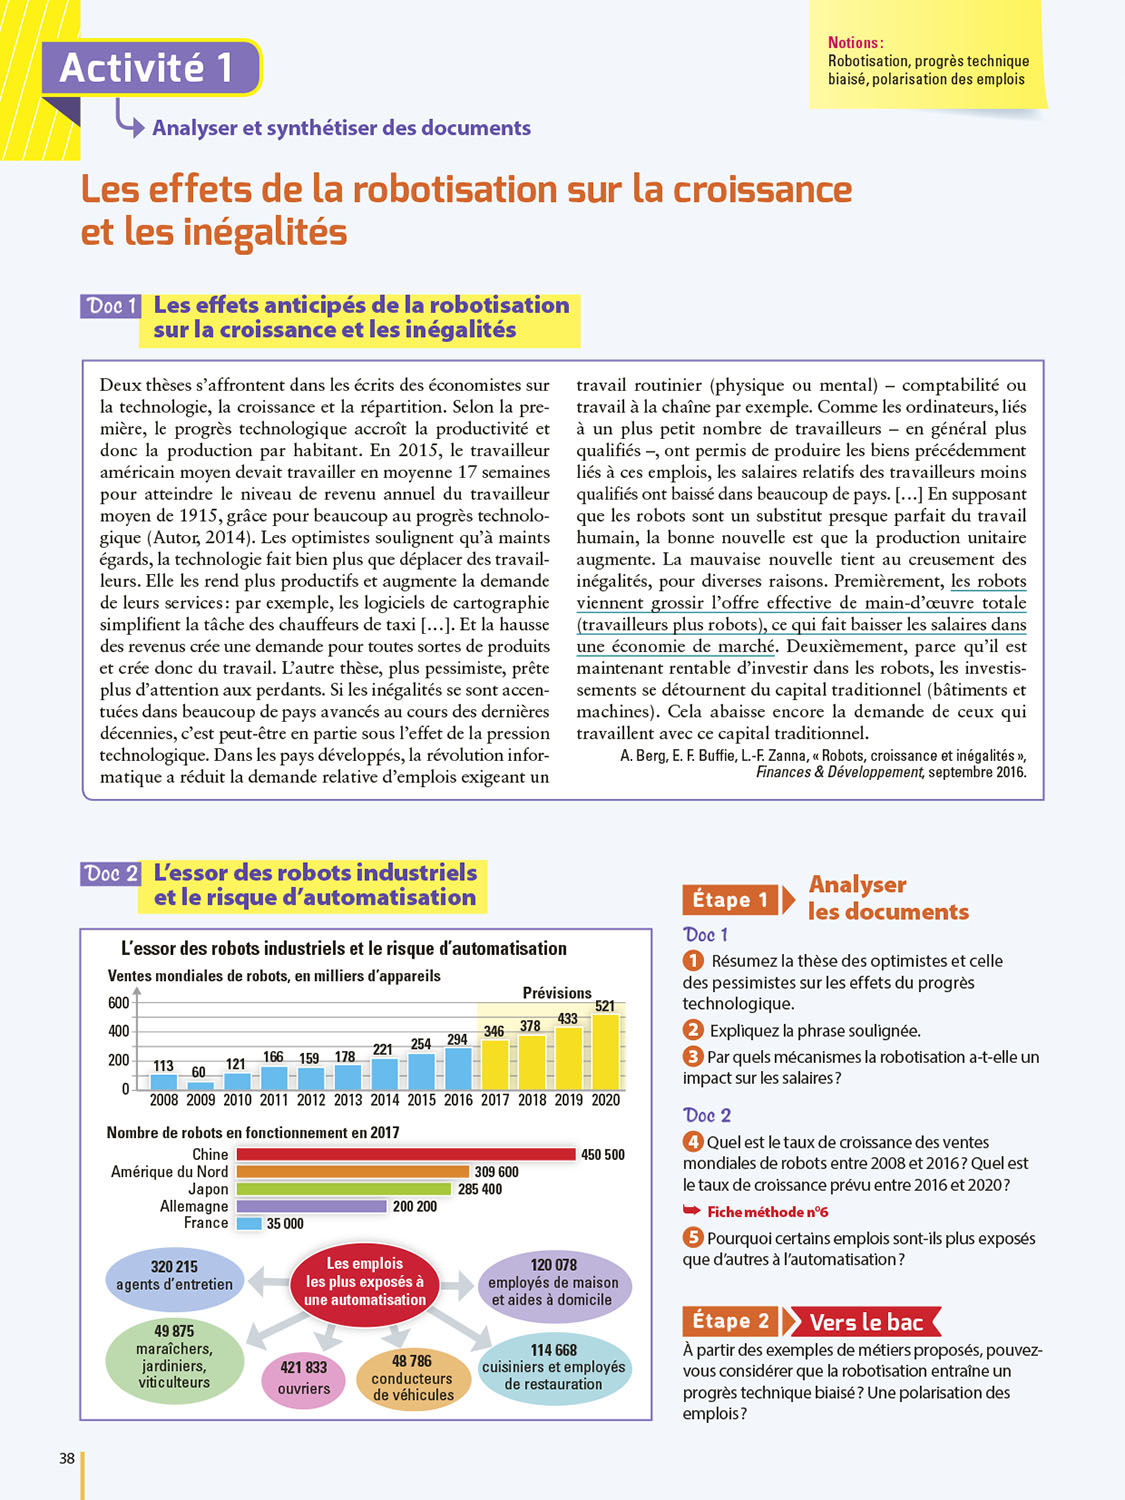 Activité 1
Notions :
Robotisation, progrès technique
biaisé, polarisation des emplois
Analyser et synthétiser des documents
Les effets de la robotisation sur la croissance
et les inégalités
Doc 1 Les effets anticipés de la robotisation
sur la croissance et les inégalités
Deux thèses s'affrontent dans les écrits des économistes sur
la technologie, la croissance et la répartition. Selon la pre-
mière, le progrès technologique accroît la productivité et
donc la production par habitant. En 2015, le travailleur
américain moyen devait travailler en moyenne 17 semaines
pour atteindre le niveau de revenu annuel du travailleur
moyen de 1915, grâce pour beaucoup au progrès technolo-
gique (Autor, 2014). Les optimistes soulignent qu'à maints
égards, la technologie fait bien plus que déplacer des travail-
leurs. Elle les rend plus productifs et augmente la demande
de leurs services : par exemple, les logiciels de cartographie
simplifient la tâche des chauffeurs de taxi [...]. Et la hausse
des revenus crée une demande pour toutes sortes de produits
et crée donc du travail. L'autre thèse, plus pessimiste, prête
plus d'attention aux perdants. Si les inégalités se sont accen-
tuées dans beaucoup de pays avancés au cours des dernières
décennies, c'est peut-être en partie sous l'effet de la pression
technologique. Dans les pays développés, la révolution infor-
matique a réduit la demande relative d'emplois exigeant un
travail routinier (physique ou mental) – comptabilité ou
travail à la chaîne par exemple. Comme les ordinateurs, liés
à un plus petit nombre de travailleurs – en général plus
qualifiés –, ont permis de produire les biens précédemment
liés à ces emplois, les salaires relatifs des travailleurs moins
qualifiés ont baissé dans beaucoup de pays. [...] En supposant
que les robots sont un substitut presque parfait du travail
humain, la bonne nouvelle est que la production unitaire
augmente. La mauvaise nouvelle tient au creusement des
inégalités, pour diverses raisons. Premièrement, les robots
viennent grossir l'offre effective de main-d'œuvre totale
(travailleurs plus robots), ce qui fait baisser les salaires dans
une économie de marché. Deuxièmement, parce qu'il est
maintenant rentable d'investir dans les robots, les investis-
sements se détournent du capital traditionnel (bâtiments et
machines). Cela abaisse encore la demande de ceux qui
travaillent avec ce capital traditionnel.
A. Berg, E. F. Buffie, L.-F. Zanna, « Robots, croissance et inégalités »,
Finances & Développement, septembre 2016.
Doc 2 L'essor des robots industriels
et le risque d'automatisation
L'essor des robots industriels et le risque d'automatisation
Ventes mondiales de robots, en milliers d'appareils
Prévisions
600
400
200
0
113 60 121 166 159 178 221 254 294 346 378 433 521
2008 2009 2010 2011 2012 2013 2014 2015 2016 2017 2018 2019 2020
Nombre de robots en fonctionnement en 2017
Chine 450 500
Amérique du Nord 309 600
Japon 285 400
Allemagne 200 200
France 35 000
Les emplois
les plus exposés à
une automatisation
320 215
agents d'entretien
120 078
employés de maison
et aides à domicile
49 875
maraîchers,
jardiniers,
viticulteurs
421 833
ouvriers
48 786
conducteurs
de véhicules
114 668
cuisiniers et employés
de restauration
Étape 1 Analyser
les documents
Doc 1
1 Résumez la thèse des optimistes et celle
des pessimistes sur les effets du progrès
technologique.
2 Expliquez la phrase soulignée.
3 Par quels mécanismes la robotisation a-t-elle un
impact sur les salaires ?
Doc 2
4 Quel est le taux de croissance des ventes
mondiales de robots entre 2008 et 2016 ? Quel est
le taux de croissance prévu entre 2016 et 2020 ?
Fiche méthode n°6
5 Pourquoi certains emplois sont-ils plus exposés
que d'autres à l'automatisation ?
Étape 2 Vers le bac
À partir des exemples de métiers proposés, pouvez-
vous considérer que la robotisation entraîne un
progrès technique biaisé ? Une polarisation des
emplois ?
38